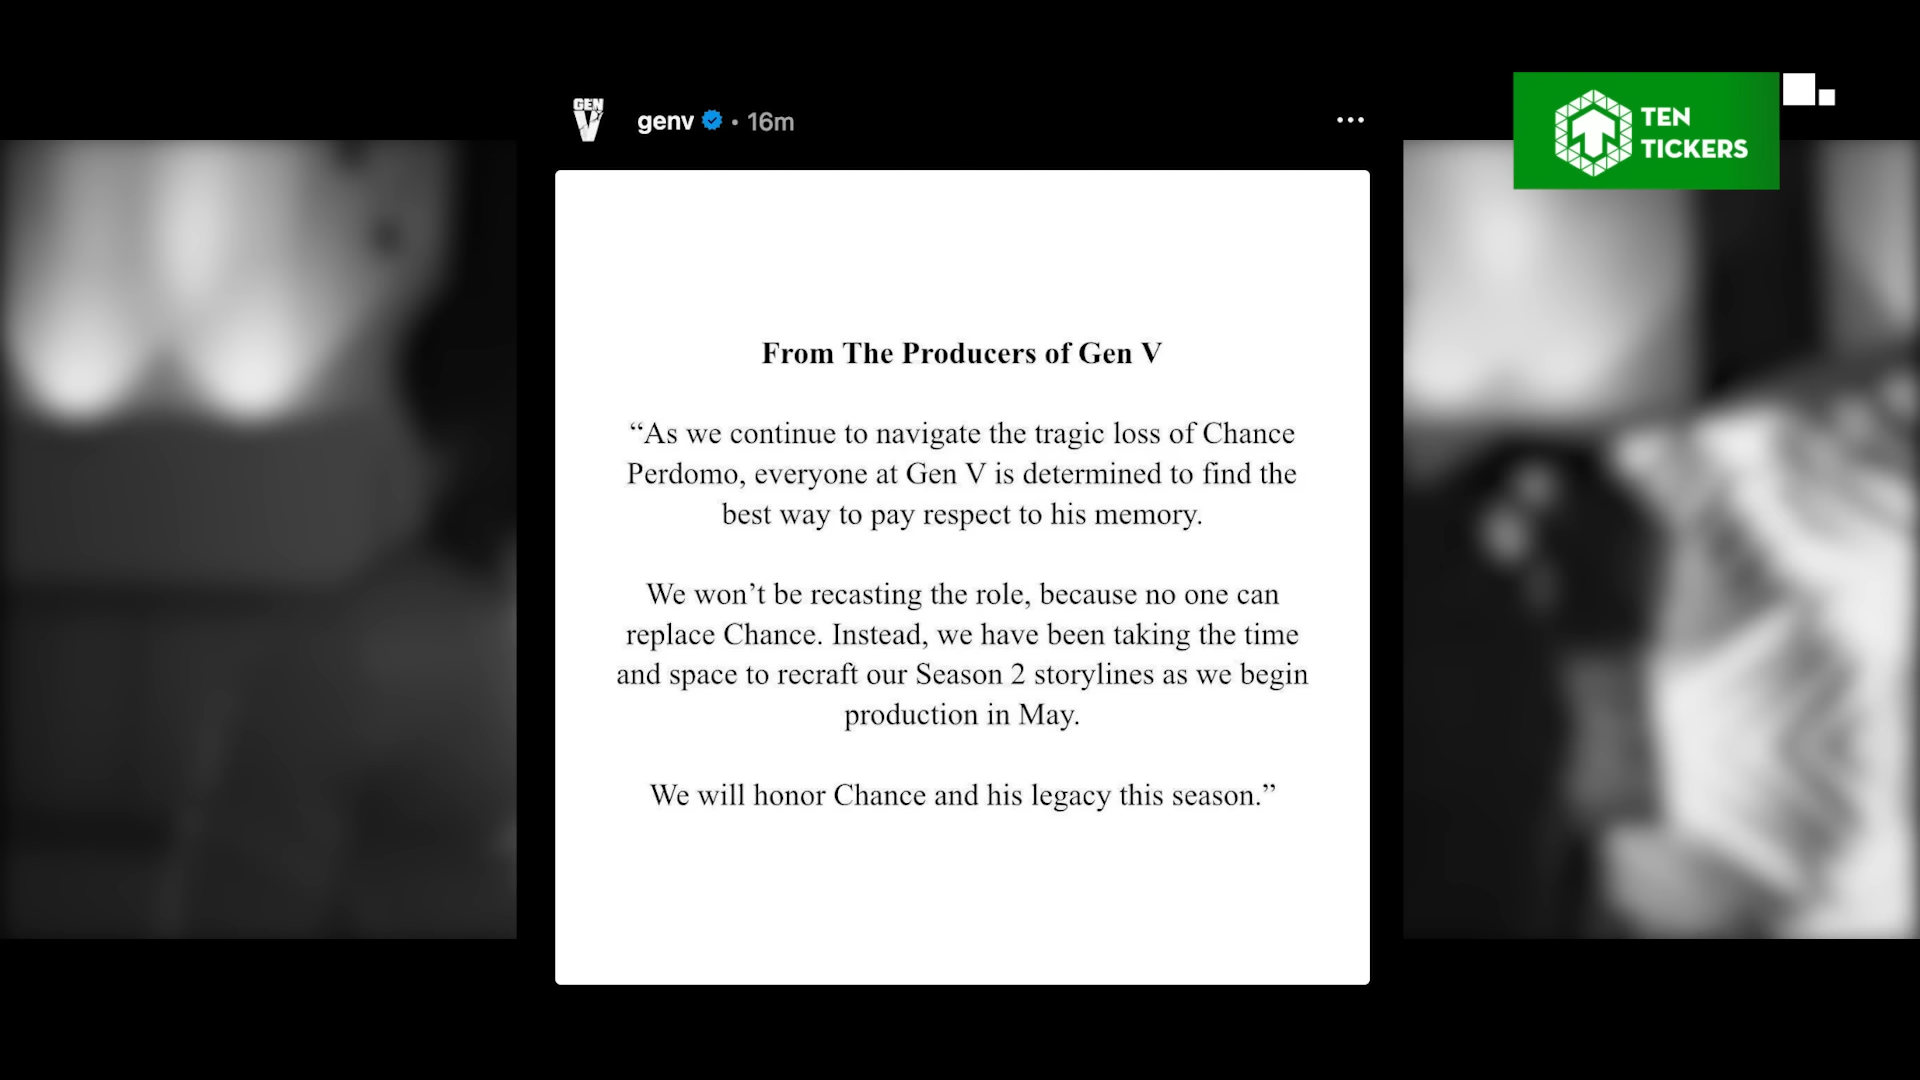 GEN V
genv • 16m
TEN
TICKERS
From The Producers of Gen V
“As we continue to navigate the tragic loss of Chance
Perdomo, everyone at Gen V is determined to find the
best way to pay respect to his memory.
We won’t be recasting the role, because no one can
replace Chance. Instead, we have been taking the time
and space to recraft our Season 2 storylines as we begin
production in May.
We will honor Chance and his legacy this season.”